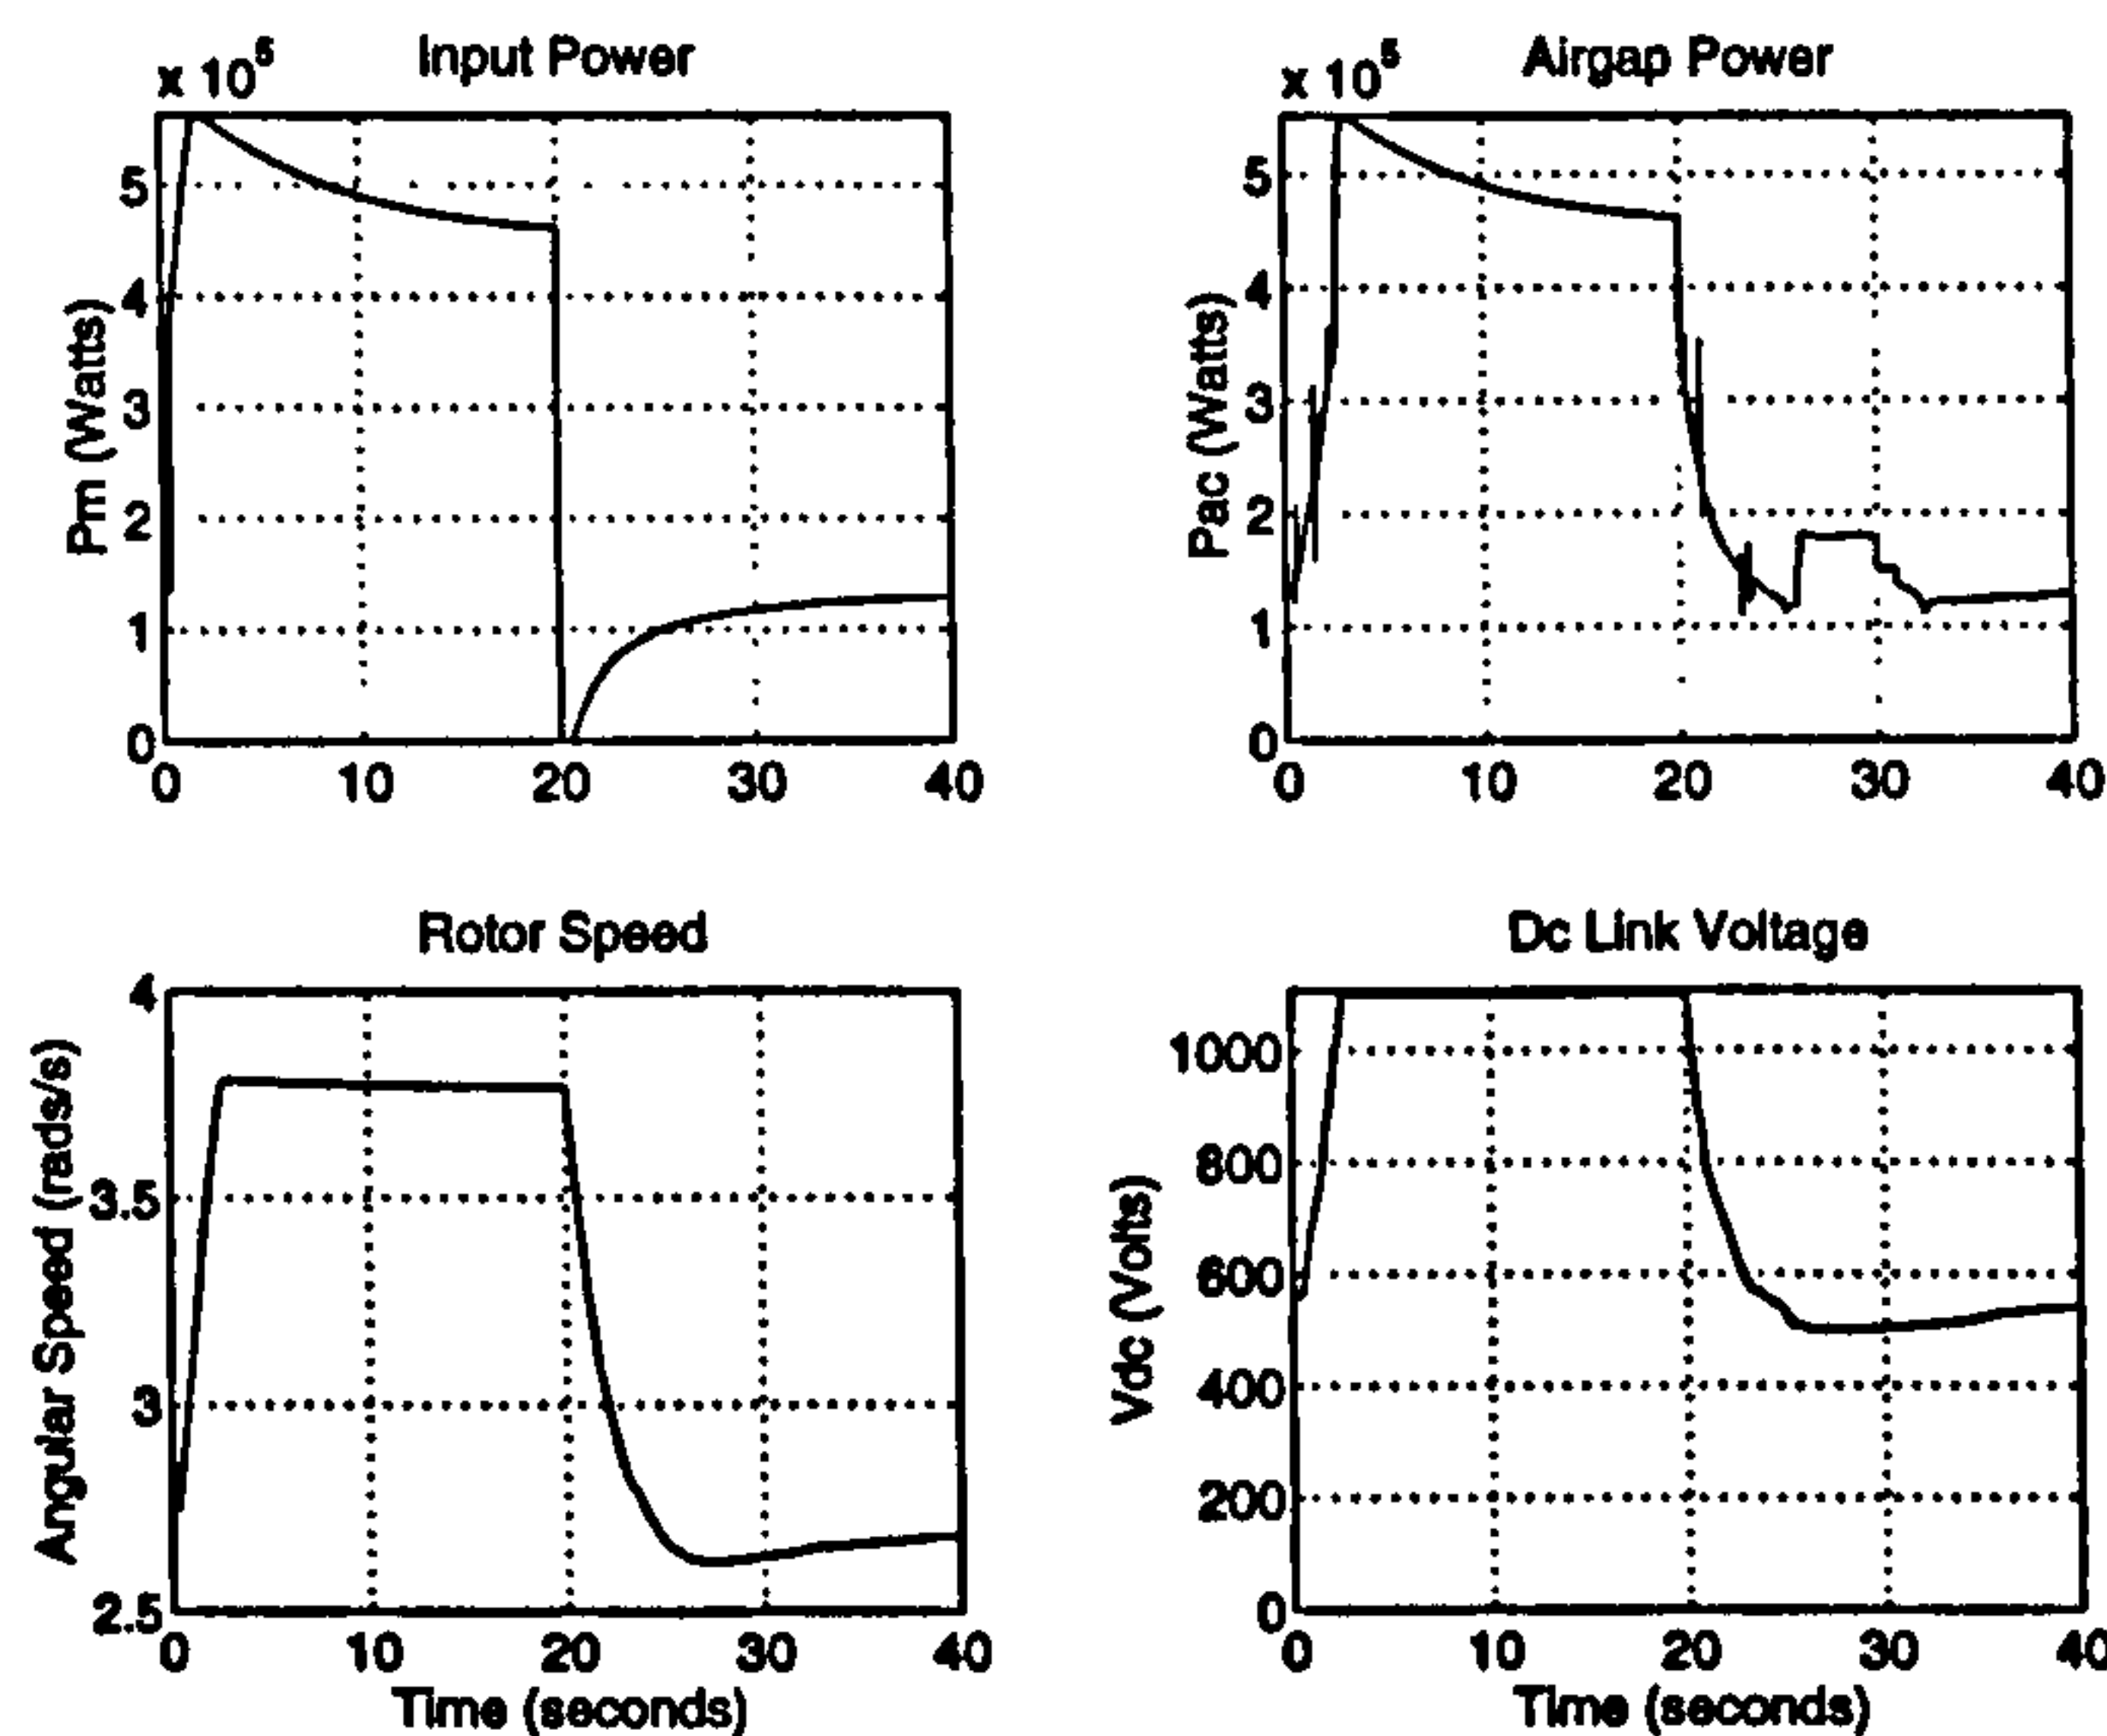 Input Power
x 10^5
Pm (Watts)
5
4
3
2
1
0
0 10 20 30 40
Airgap Power
x 10^5
Pac (Watts)
5
4
3
2
1
0
0 10 20 30 40
Rotor Speed
Angular Speed (rads/s)
4
3.5
3
2.5
0 10 20 30 40
Time (seconds)
Dc Link Voltage
Vdc (Volts)
1000
800
600
400
200
0
0 10 20 30 40
Time (seconds)